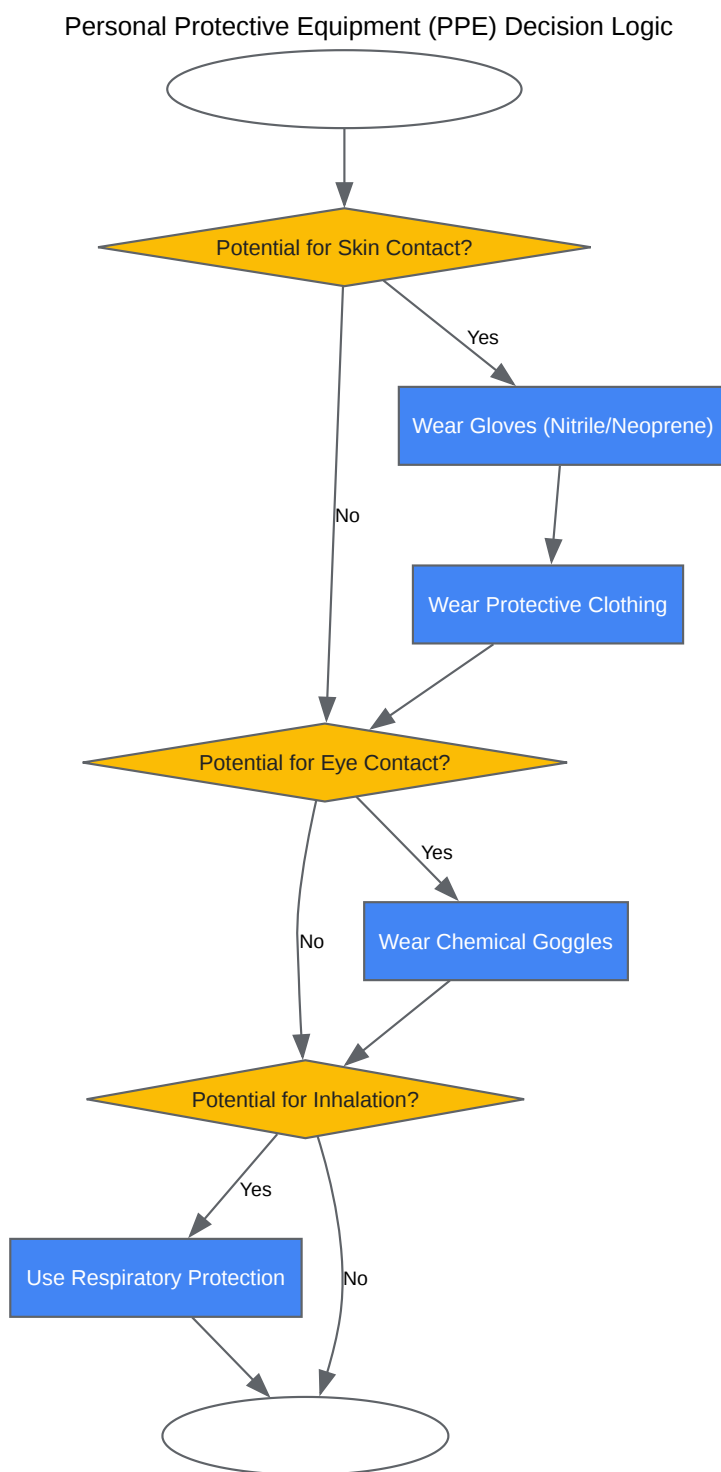 Personal Protective Equipment (PPE) Decision Logic
Potential for Skin Contact?
Yes
Wear Gloves (Nitrile/Neoprene)
No
Wear Protective Clothing
Potential for Eye Contact?
Yes
Wear Chemical Goggles
No
Potential for Inhalation?
Yes
Use Respiratory Protection
No